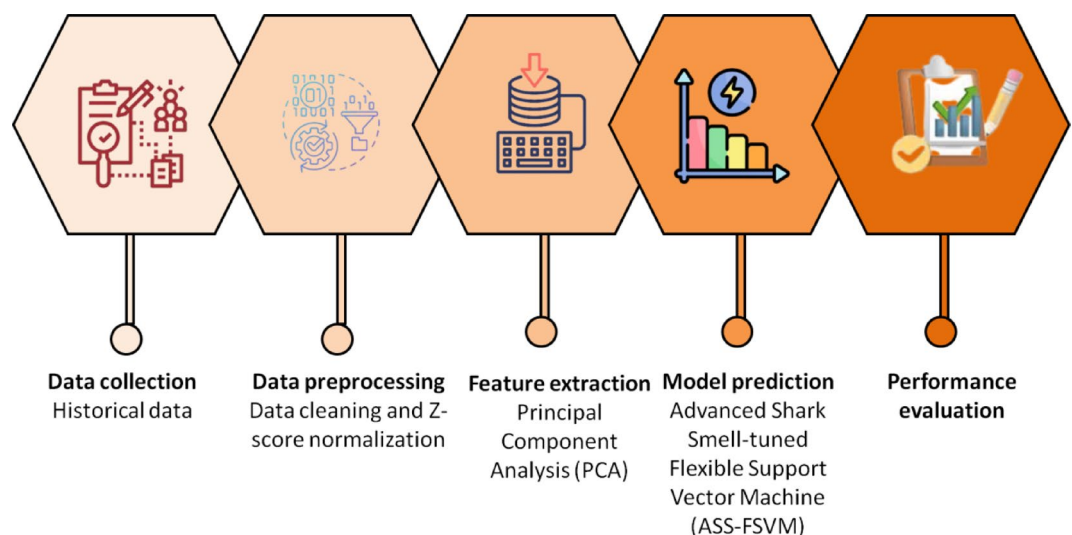 01
Data collection
Historical data
Data preprocessing
Data cleaning and Z-
score normalization
Feature extraction
Principal
Component
Analysis (PCA)
Model prediction
Advanced Shark
Smell-tuned
Flexible Support
Vector Machine
(ASS-FSVM)
Performance
evaluation